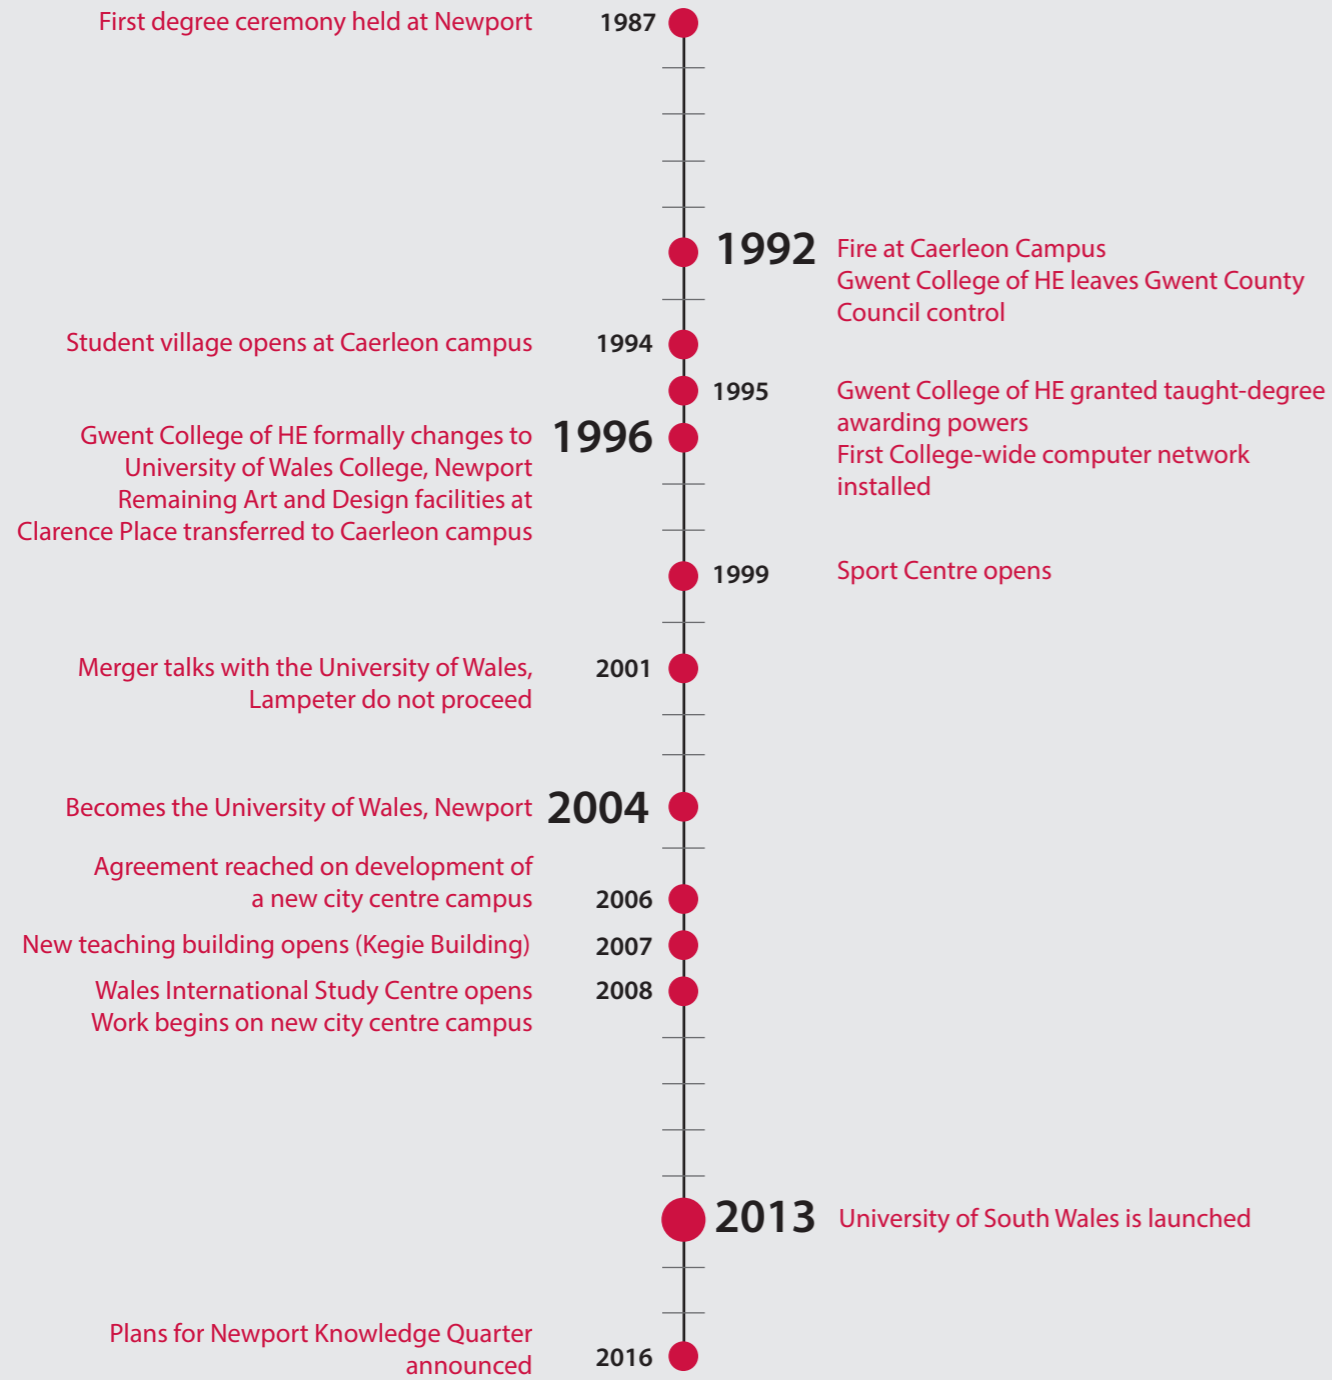 First degree ceremony held at Newport
1987
1992
Fire at Caerleon Campus
Gwent College of HE leaves Gwent County
Council control
Student village opens at Caerleon campus
1994
1995
Gwent College of HE granted taught-degree
awarding powers
First College-wide computer network
installed
Gwent College of HE formally changes to
University of Wales College, Newport
Remaining Art and Design facilities at
Clarence Place transferred to Caerleon campus
1996
1999
Sport Centre opens
Merger talks with the University of Wales,
Lampeter do not proceed
2001
Becomes the University of Wales, Newport
2004
Agreement reached on development of
a new city centre campus
2006
New teaching building opens (Kegie Building)
2007
Wales International Study Centre opens
Work begins on new city centre campus
2008
2013
University of South Wales is launched
Plans for Newport Knowledge Quarter
announced
2016